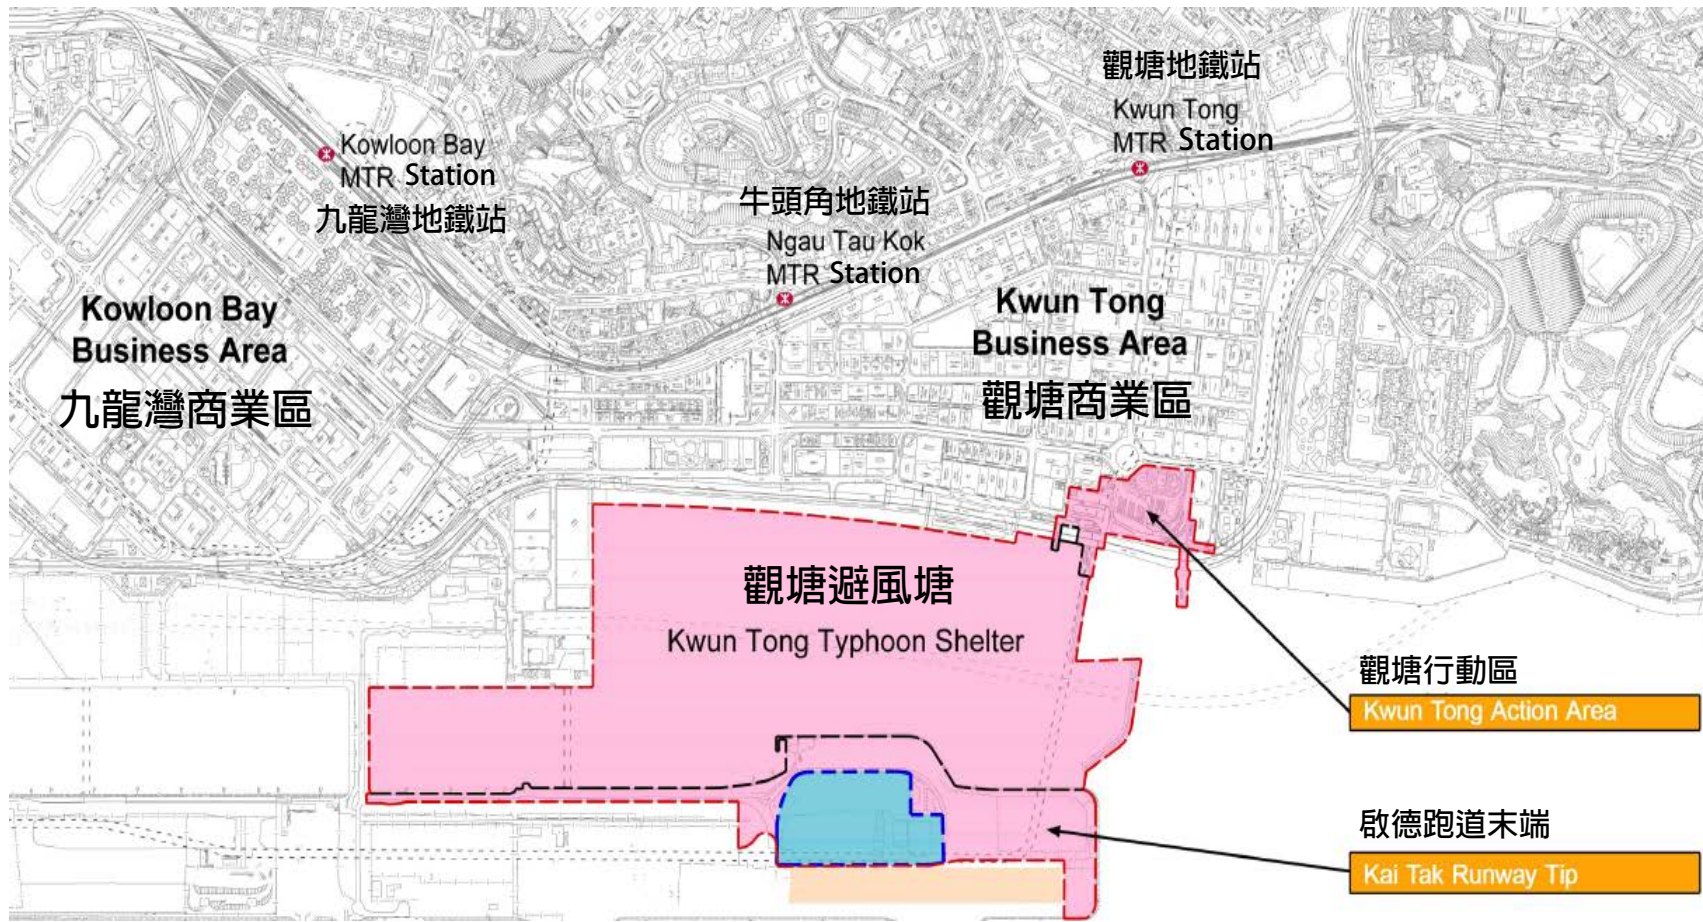 觀塘地鐵站
Kwun Tong
MTR Station
Kowloon Bay
MTR Station
九龍灣地鐵站
牛頭角地鐵站
Ngau Tau Kok
MTR Station
Kowloon Bay
Business Area
九龍灣商業區
Kwun Tong
Business Area
觀塘商業區
觀塘避風塘
Kwun Tong Typhoon Shelter
觀塘行動區
Kwun Tong Action Area
啟德跑道末端
Kai Tak Runway Tip